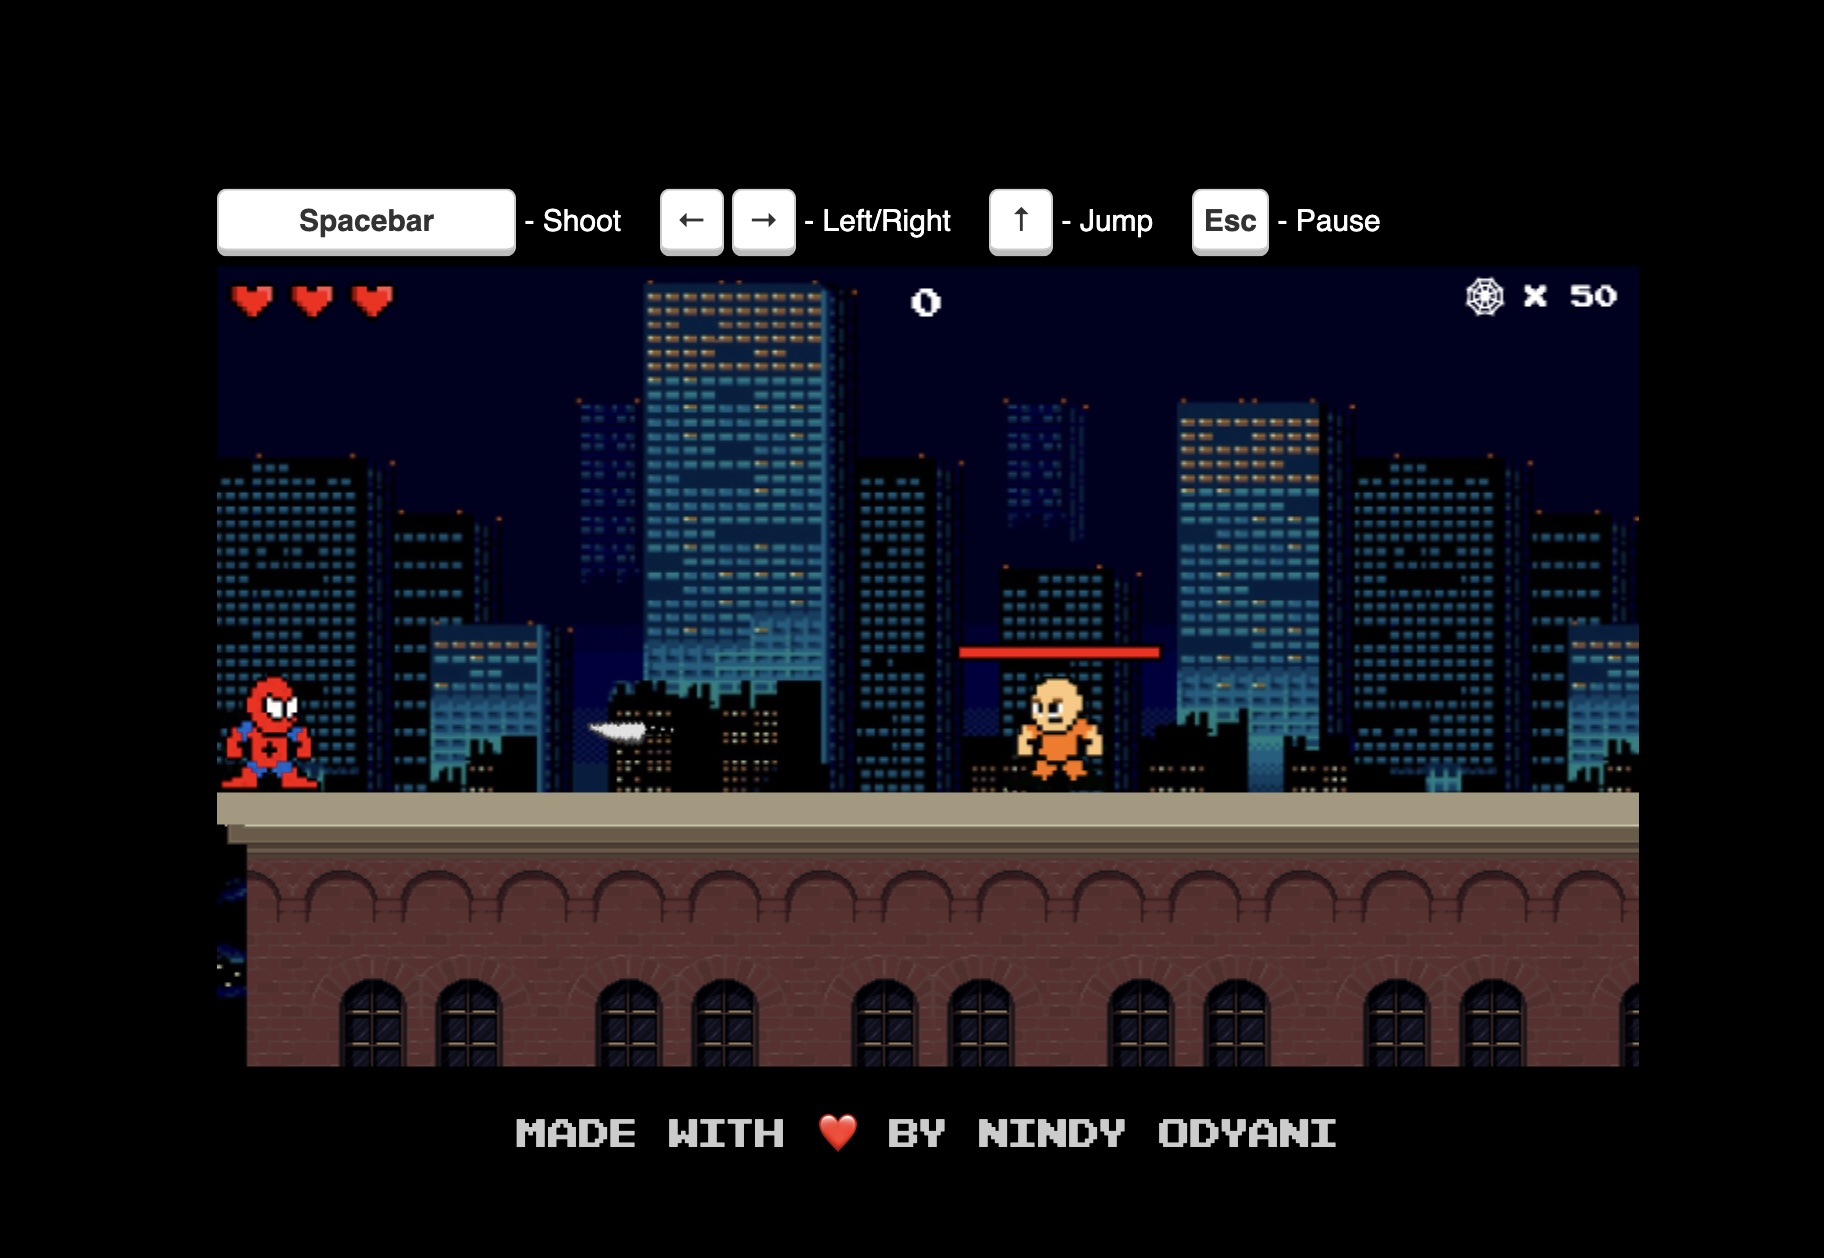 Spacebar - Shoot ← → - Left/Right ↑ - Jump Esc - Pause
0 × 50
MADE WITH ❤️ BY NINDY ODYANI